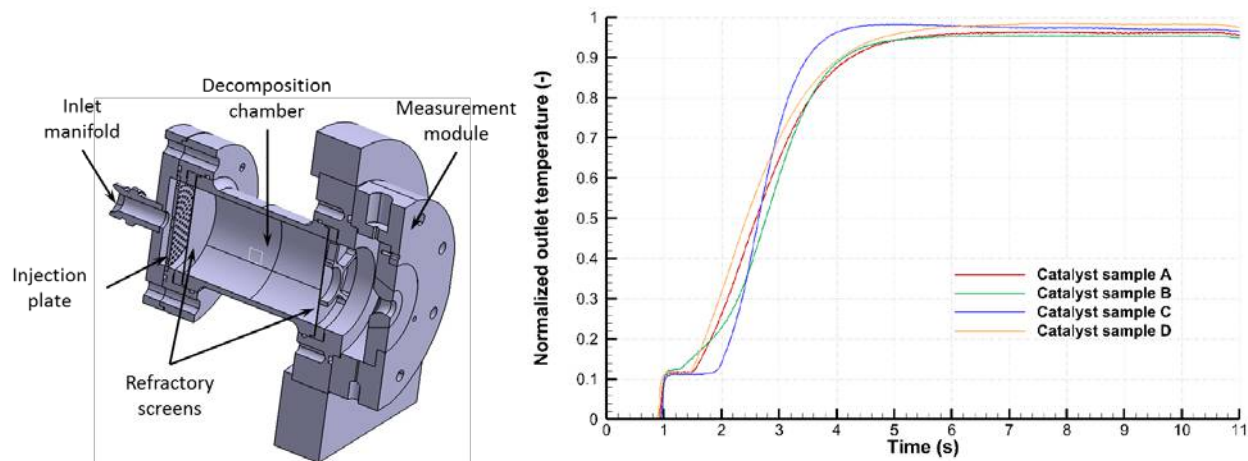 Inlet
manifold
Decomposition
chamber
Measurement
module
Injection
plate
Refractory
screens
Normalized outlet temperature (-)
1
0.9
0.8
0.7
0.6
0.5
0.4
0.3
0.2
0.1
0
0 1 2 3 4 5 6 7 8 9 10 11
Time (s)
Catalyst sample A
Catalyst sample B
Catalyst sample C
Catalyst sample D